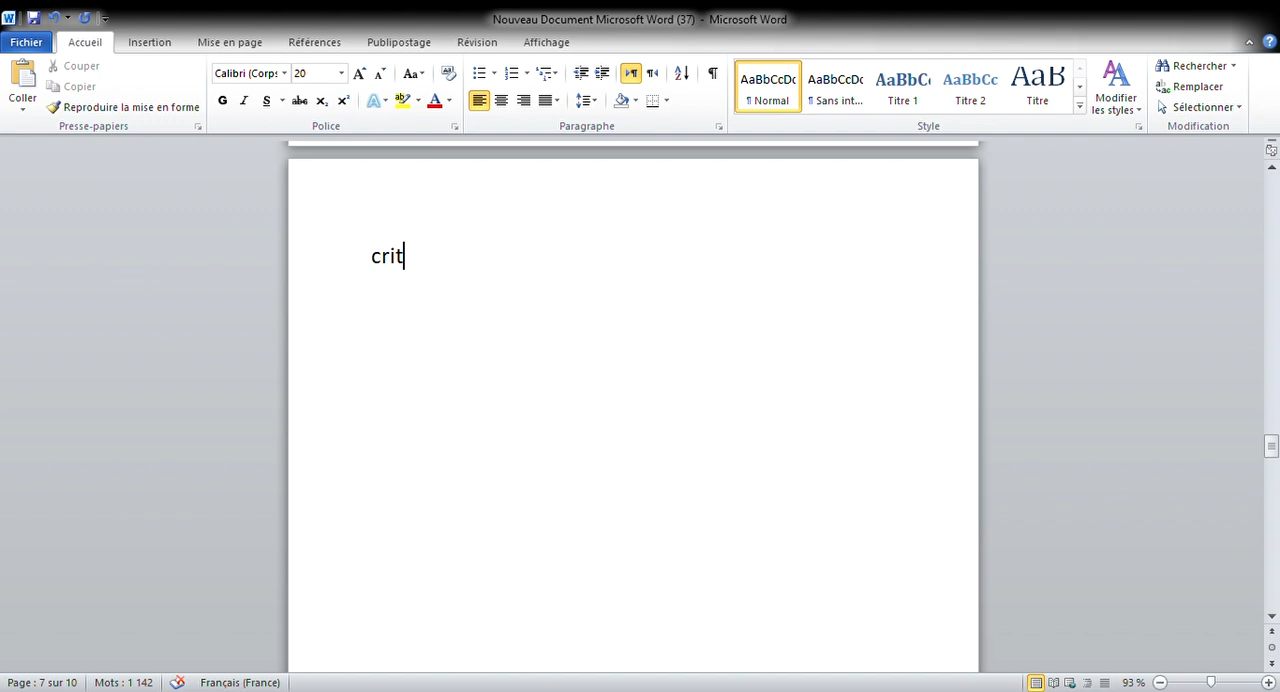 Nouveau Document Microsoft Word (37) - Microsoft Word
Fichier Accueil Insertion Mise en page Références Publipostage Révision Affichage
Coller
Couper
Copier
Reproduire la mise en forme
Presse-papiers
Calibri (Corps 20
Police
Paragraphe
AaBbCcDc AaBbCcDc AaBbC AaBbCc AaB
¶ Normal ¶ Sans int... Titre 1 Titre 2 Titre
Modifier
les styles
Style
Rechercher
Remplacer
Sélectionner
Modification
crit
Page : 7 sur 10 Mots : 1 142 Français (France) 93 %